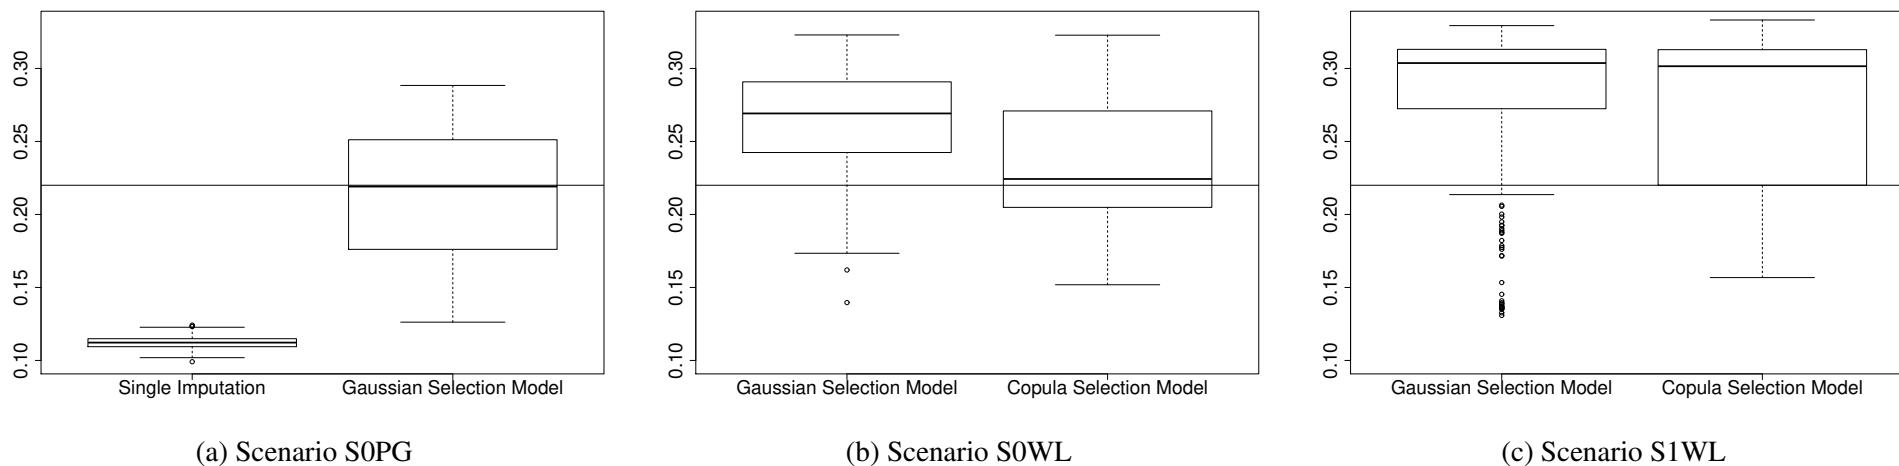 0.30
0.25
0.20
0.15
0.10
Single Imputation Gaussian Selection Model
(a) Scenario S0PG
0.30
0.25
0.20
0.15
0.10
Gaussian Selection Model Copula Selection Model
(b) Scenario S0WL
0.30
0.25
0.20
0.15
0.10
Gaussian Selection Model Copula Selection Model
(c) Scenario S1WL